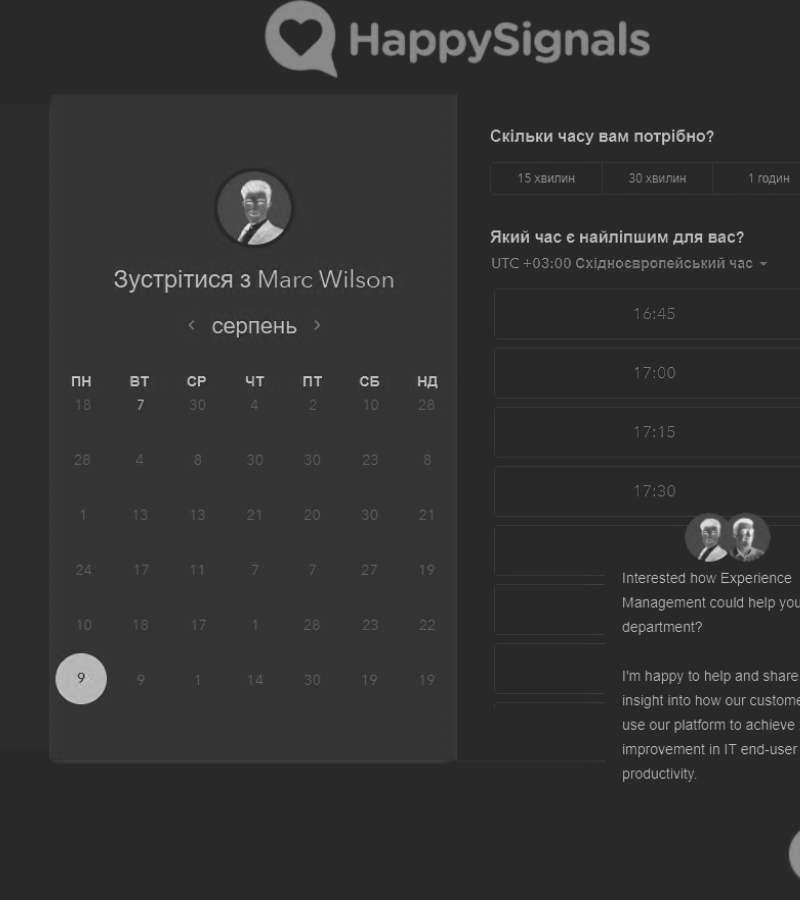 HappySignals
Зустрітися з Marc Wilson
серпень
ПН ВТ СР ЧТ ПТ СБ НД
18 7 30 4 2 10 28
28 4 8 30 30 23 8
1 13 13 21 20 30 21
24 17 11 7 7 27 19
10 18 17 1 28 23 22
9 9 1 14 30 19 19
Скільки часу вам потрібно?
15 хвилин 30 хвилин 1 годин
Який час є найліпшим для вас?
UTC +03:00 Східноєвропейський час
16:45
17:00
17:15
17:30
Interested how Experience
Management could help you
department?
I'm happy to help and share
insight into how our custome
use our platform to achieve
improvement in IT end-user
productivity.